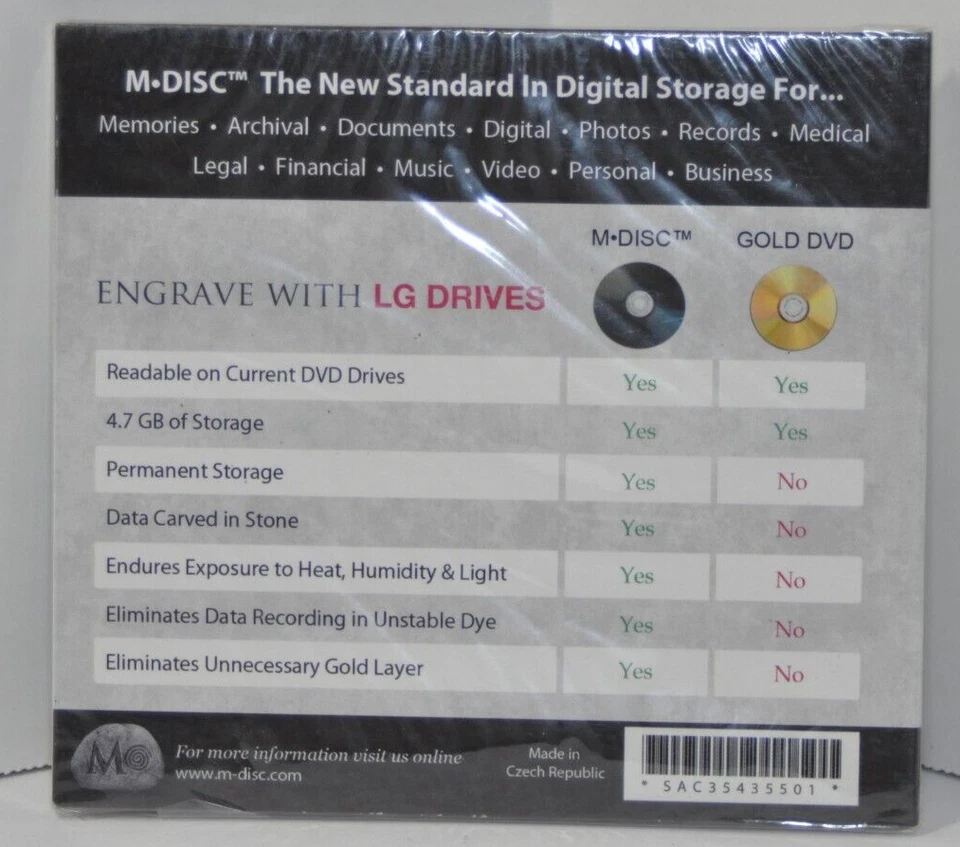 M•DISC™ The New Standard In Digital Storage For...
Memories • Archival • Documents • Digital • Photos • Records • Medical
Legal • Financial • Music • Video • Personal • Business
M•DISC™ GOLD DVD
ENGRAVE WITH LG DRIVES
Readable on Current DVD Drives Yes Yes
4.7 GB of Storage Yes Yes
Permanent Storage Yes No
Data Carved in Stone Yes No
Endures Exposure to Heat, Humidity & Light Yes No
Eliminates Data Recording in Unstable Dye Yes No
Eliminates Unnecessary Gold Layer Yes No
M
For more information visit us online
www.m-disc.com
Made in
Czech Republic
* SAC35435501 *